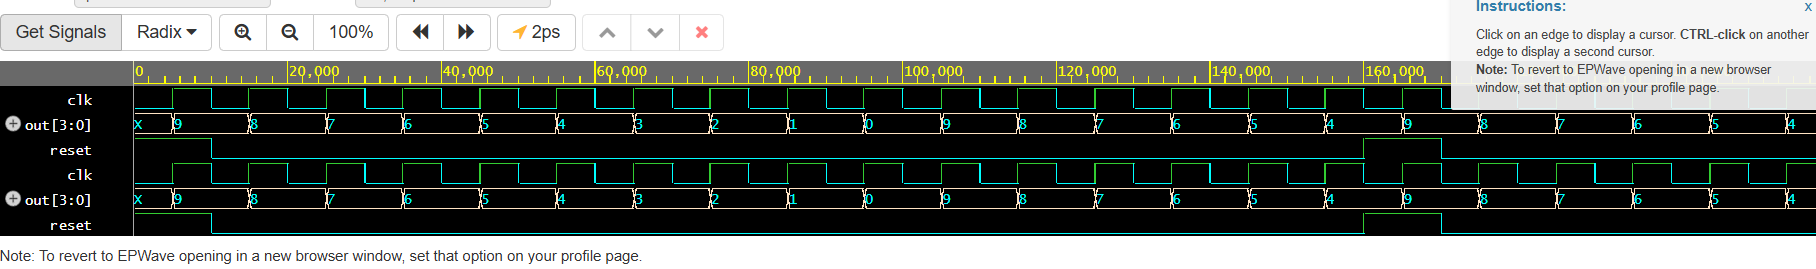 Get Signals Radix 100% 2ps
Instructions: x
Click on an edge to display a cursor. CTRL-click on another
edge to display a second cursor.
Note: To revert to EPWave opening in a new browser
window, set that option on your profile page.
0 20,000 40,000 60,000 80,000 100,000 120,000 140,000 160,000
clk
out[3:0] x 9 8 7 6 5 4 3 2 1 0 9 8 7 6 5 4 9 8 7 6 5 4
reset
clk
out[3:0] x 9 8 7 6 5 4 3 2 1 0 9 8 7 6 5 4 9 8 7 6 5 4
reset
Note: To revert to EPWave opening in a new browser window, set that option on your profile page.